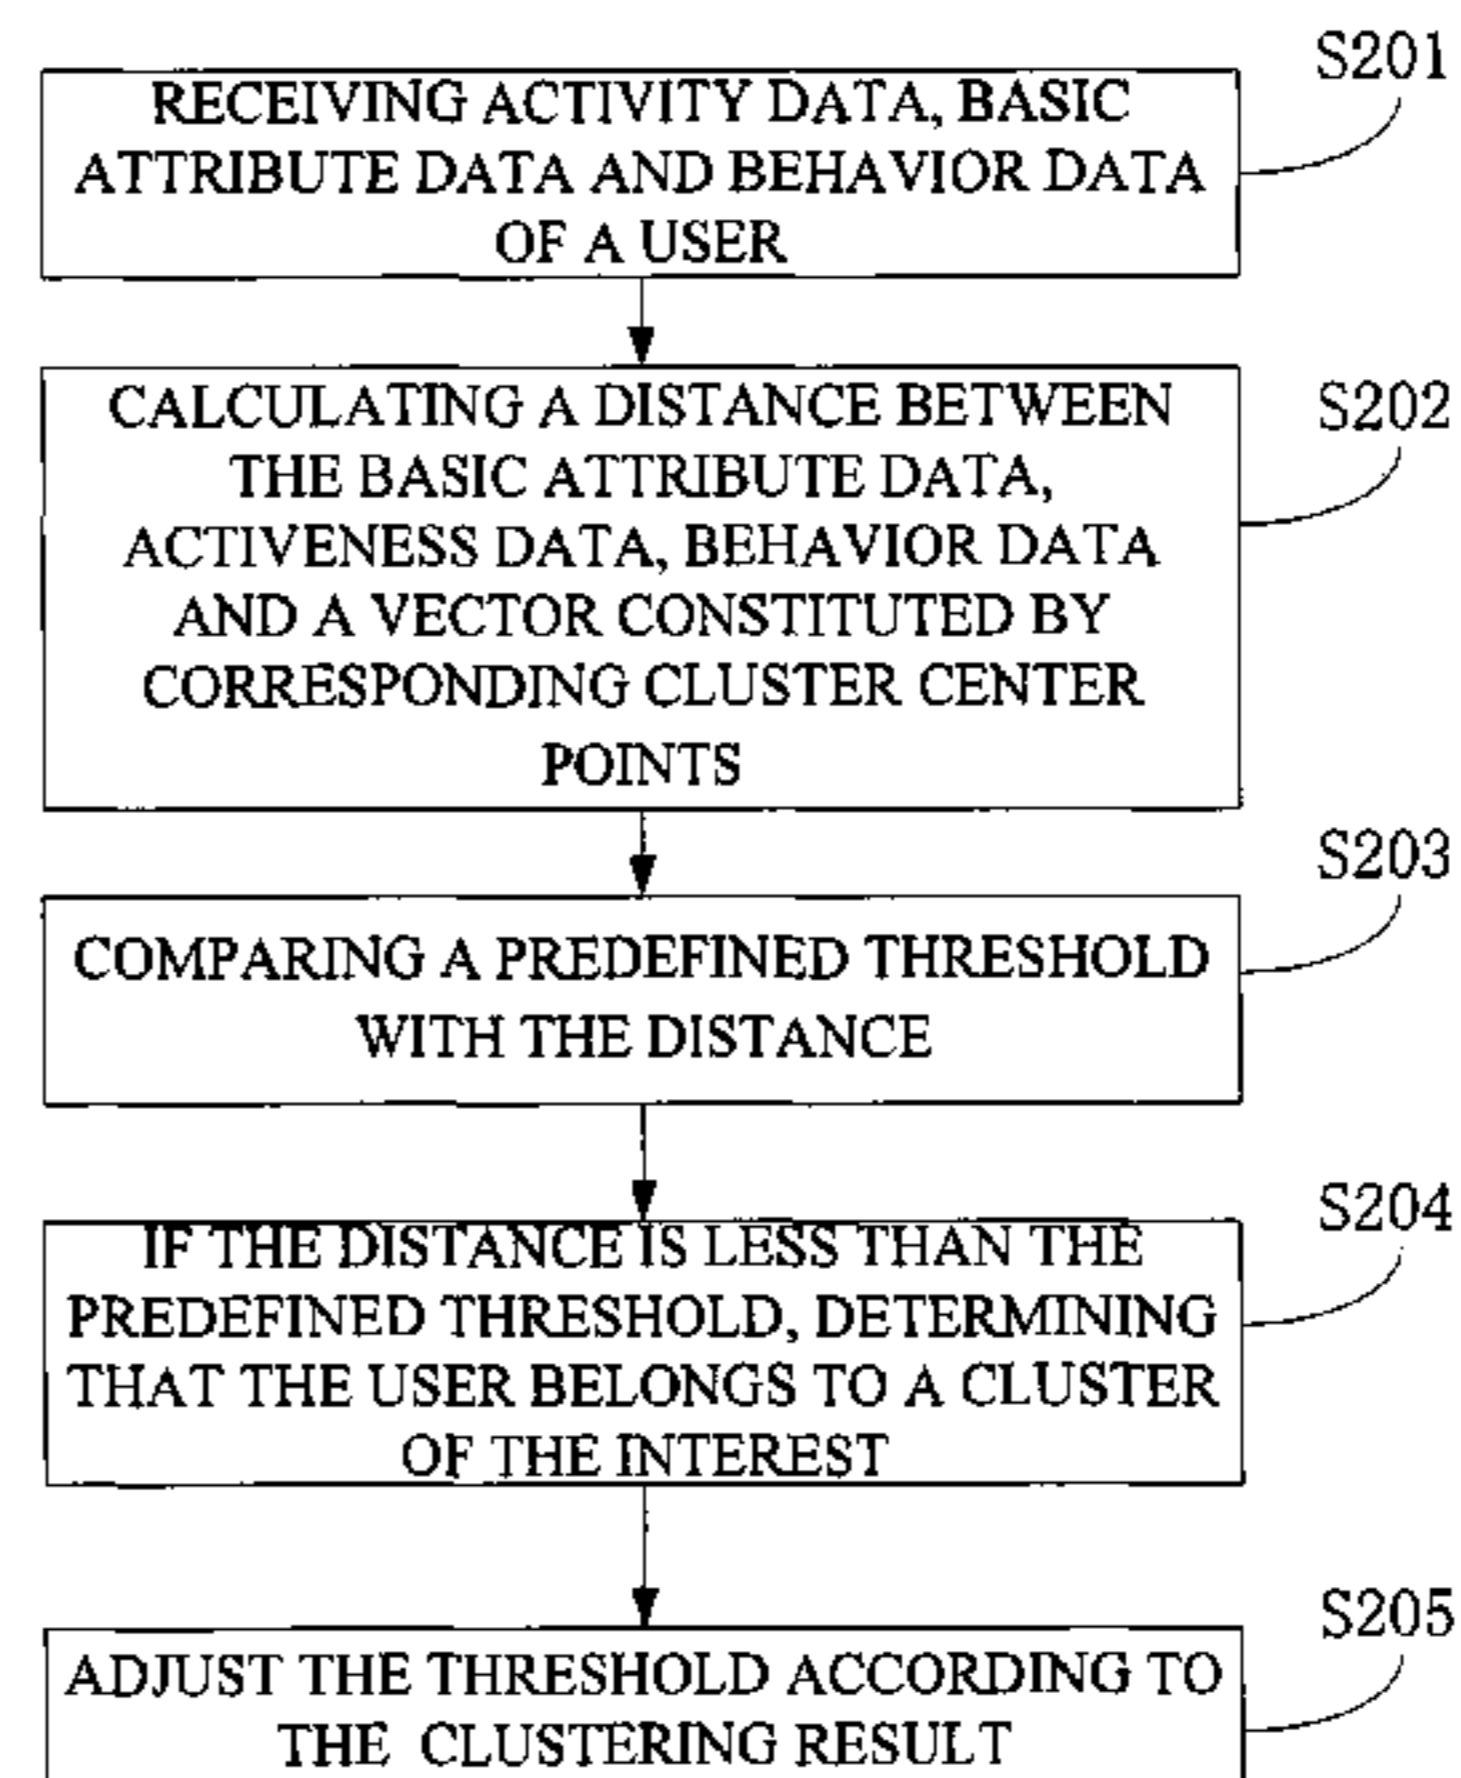 S201
RECEIVING ACTIVITY DATA, BASIC
ATTRIBUTE DATA AND BEHAVIOR DATA
OF A USER
S202
CALCULATING A DISTANCE BETWEEN
THE BASIC ATTRIBUTE DATA,
ACTIVENESS DATA, BEHAVIOR DATA
AND A VECTOR CONSTITUTED BY
CORRESPONDING CLUSTER CENTER
POINTS
S203
COMPARING A PREDEFINED THRESHOLD
WITH THE DISTANCE
S204
IF THE DISTANCE IS LESS THAN THE
PREDEFINED THRESHOLD, DETERMINING
THAT THE USER BELONGS TO A CLUSTER
OF THE INTEREST
S205
ADJUST THE THRESHOLD ACCORDING TO
THE CLUSTERING RESULT